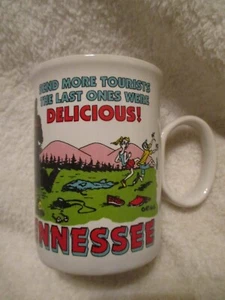 END MORE TOURISTS
THE LAST ONES WERE
DELICIOUS!
NNESSEE